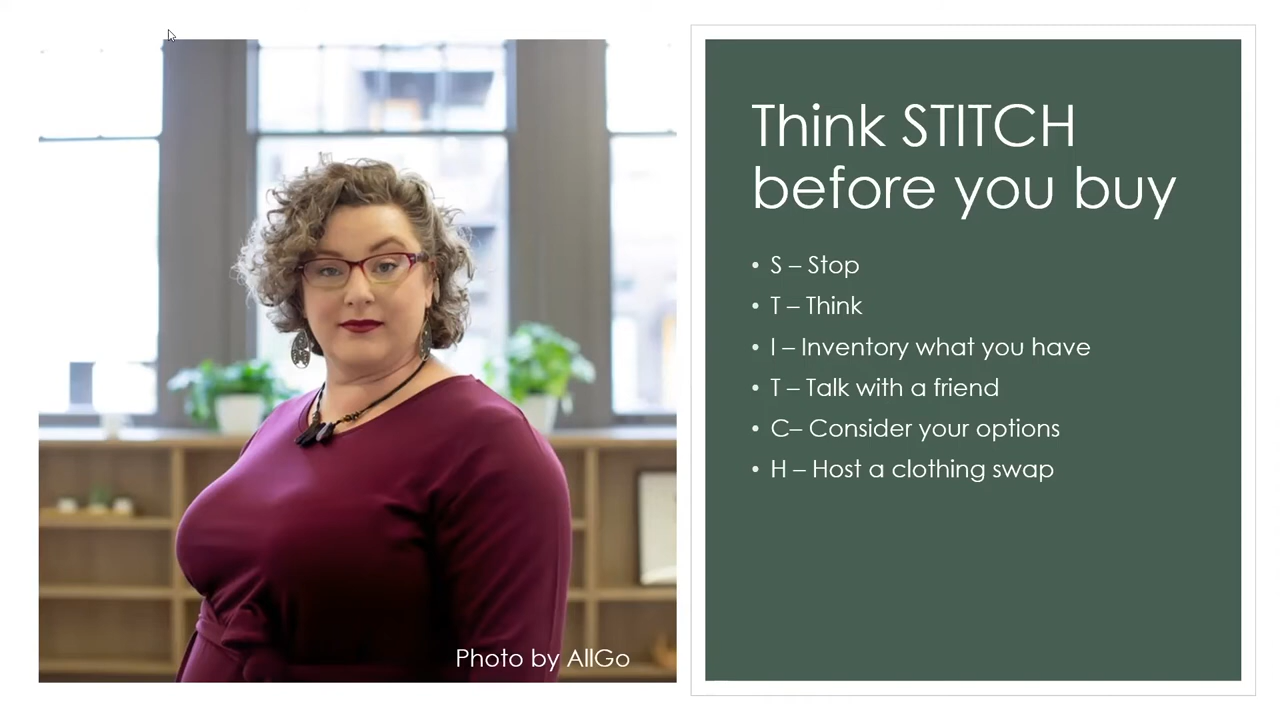 Think STITCH
before you buy
• S – Stop
• T – Think
• I – Inventory what you have
• T – Talk with a friend
• C– Consider your options
• H – Host a clothing swap
Photo by AllGo